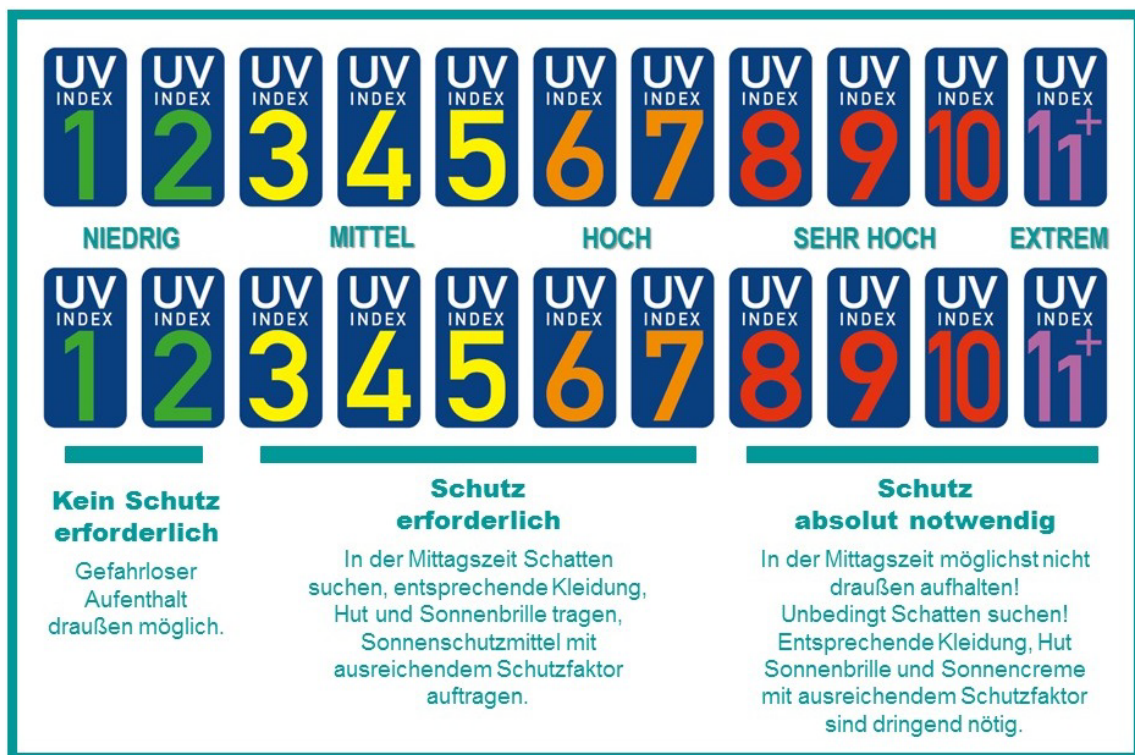 UV INDEX 1
UV INDEX 2
UV INDEX 3
UV INDEX 4
UV INDEX 5
UV INDEX 6
UV INDEX 7
UV INDEX 8
UV INDEX 9
UV INDEX 10
UV INDEX 11+
NIEDRIG
MITTEL
HOCH
SEHR HOCH
EXTREM
UV INDEX 1
UV INDEX 2
UV INDEX 3
UV INDEX 4
UV INDEX 5
UV INDEX 6
UV INDEX 7
UV INDEX 8
UV INDEX 9
UV INDEX 10
UV INDEX 11+
Kein Schutz
erforderlich
Gefahrloser
Aufenthalt
draußen möglich.
Schutz
erforderlich
In der Mittagszeit Schatten
suchen, entsprechende Kleidung,
Hut und Sonnenbrille tragen,
Sonnenschutzmittel mit
ausreichendem Schutzfaktor
auftragen.
Schutz
absolut notwendig
In der Mittagszeit möglichst nicht
draußen aufhalten!
Unbedingt Schatten suchen!
Entsprechende Kleidung, Hut
Sonnenbrille und Sonnencreme
mit ausreichendem Schutzfaktor
sind dringend nötig.